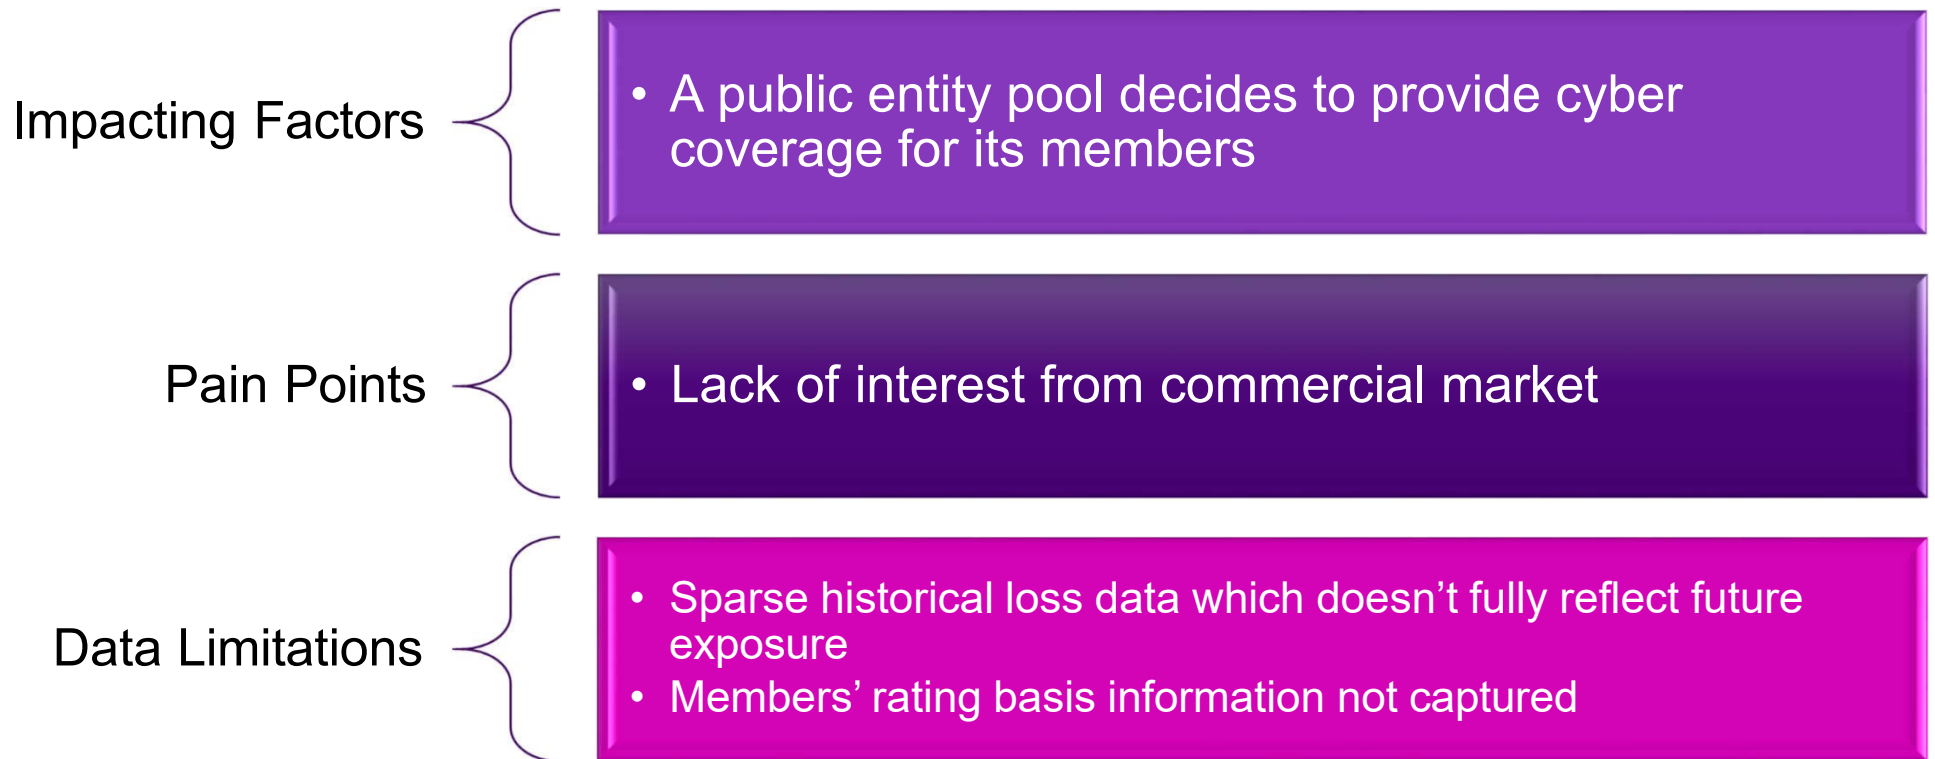 Impacting Factors
• A public entity pool decides to provide cyber
coverage for its members
Pain Points
• Lack of interest from commercial market
Data Limitations
• Sparse historical loss data which doesn’t fully reflect future
exposure
• Members’ rating basis information not captured